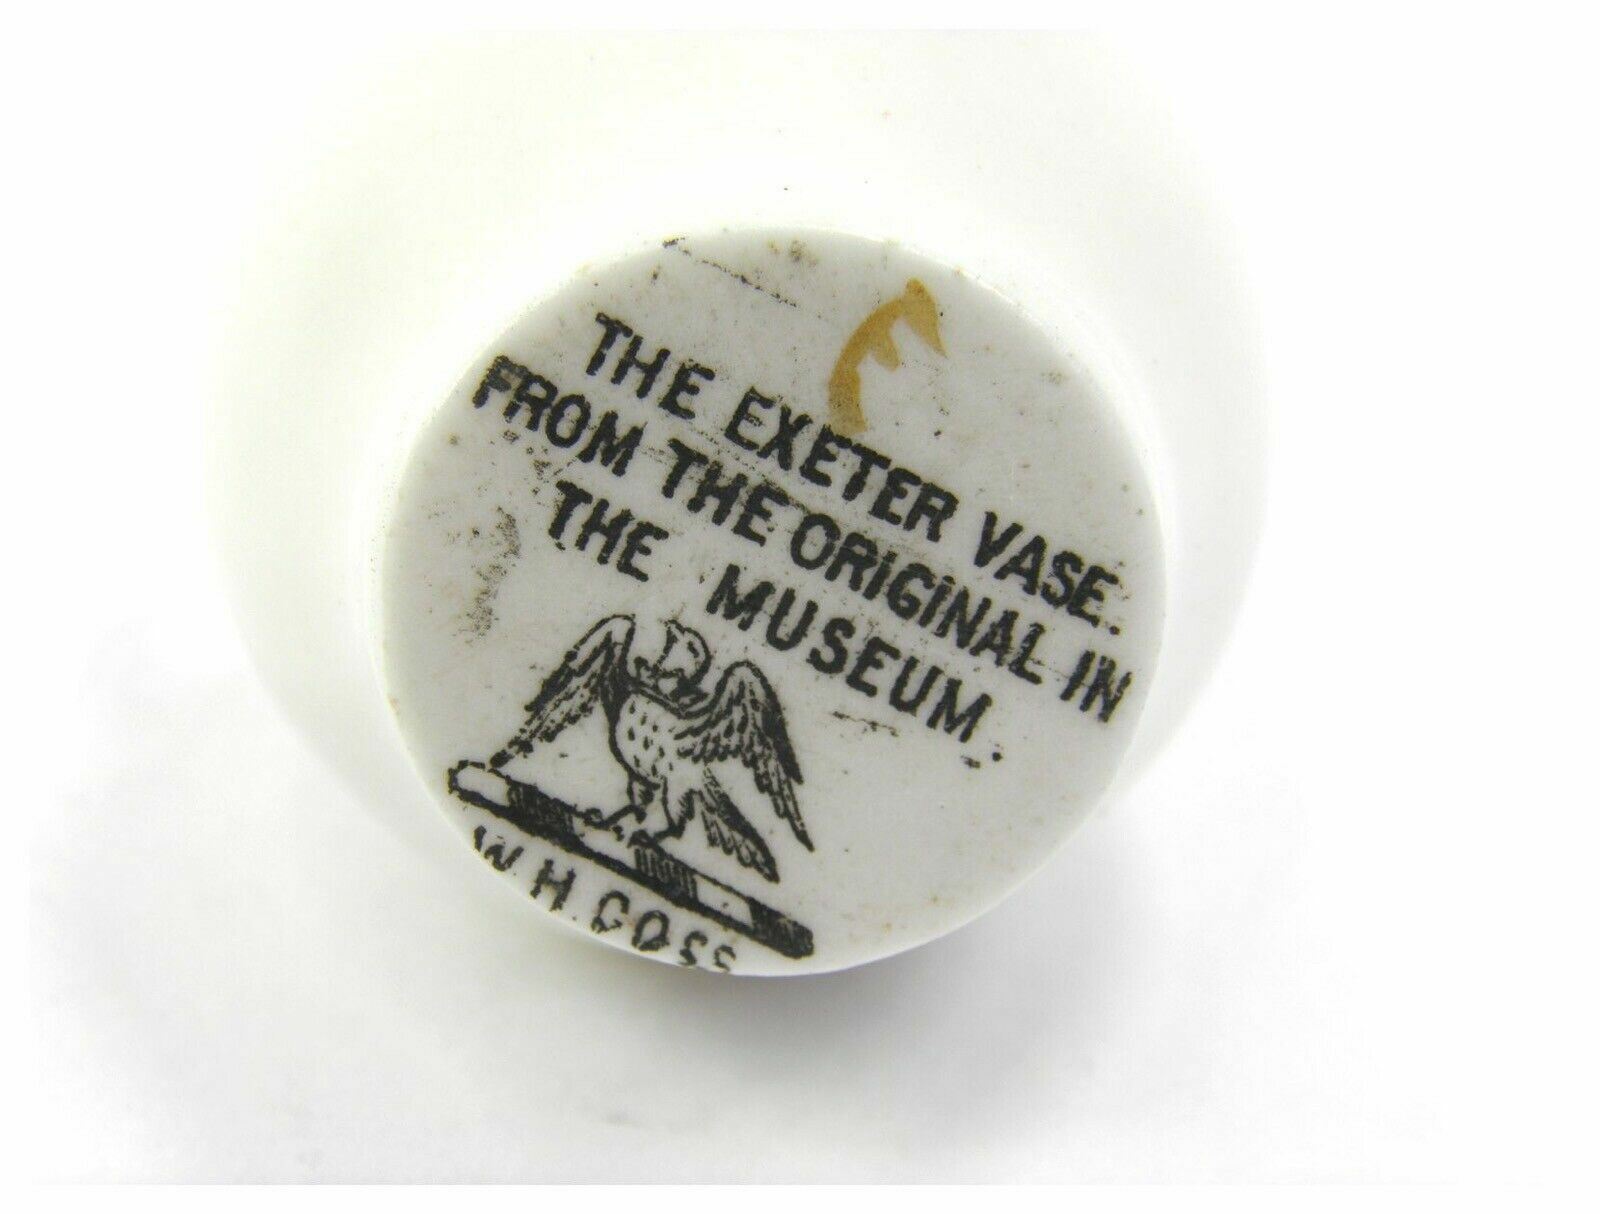 THE EXETER VASE.
FROM THE ORIGINAL IN
THE MUSEUM.
W.H.GOSS